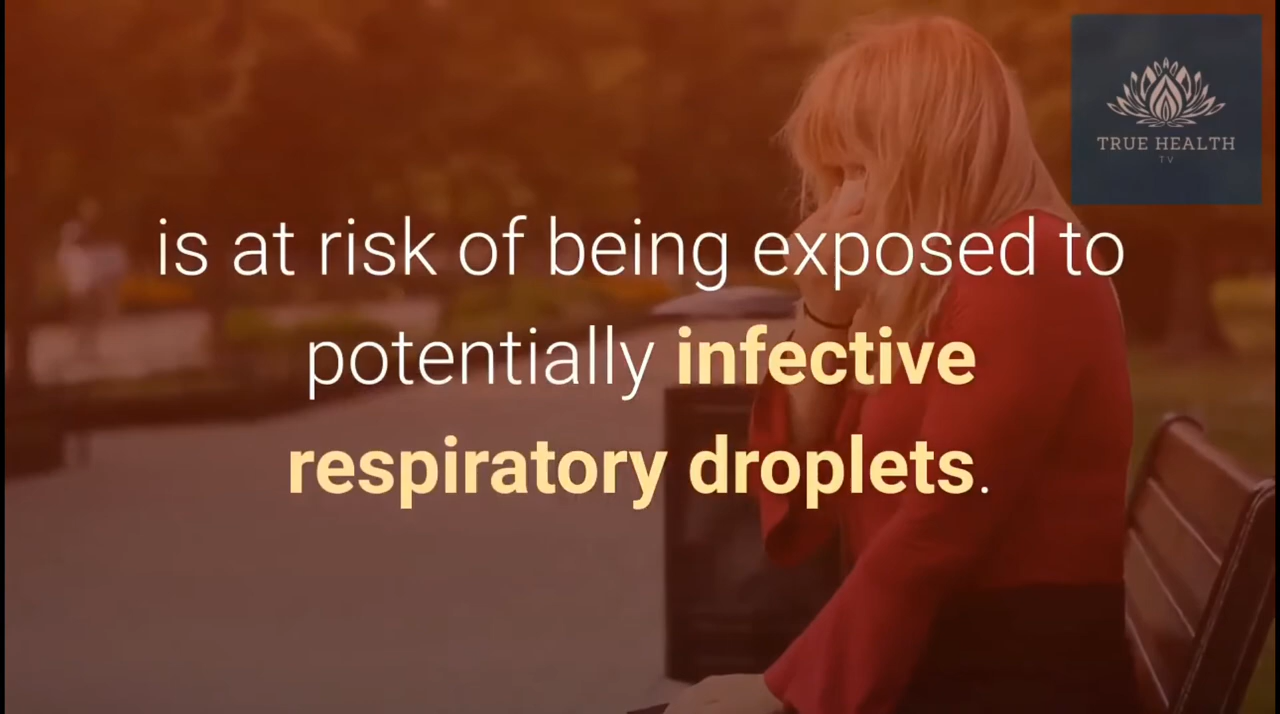 TRUE HEALTH
TV
is at risk of being exposed to
potentially infective
respiratory droplets.